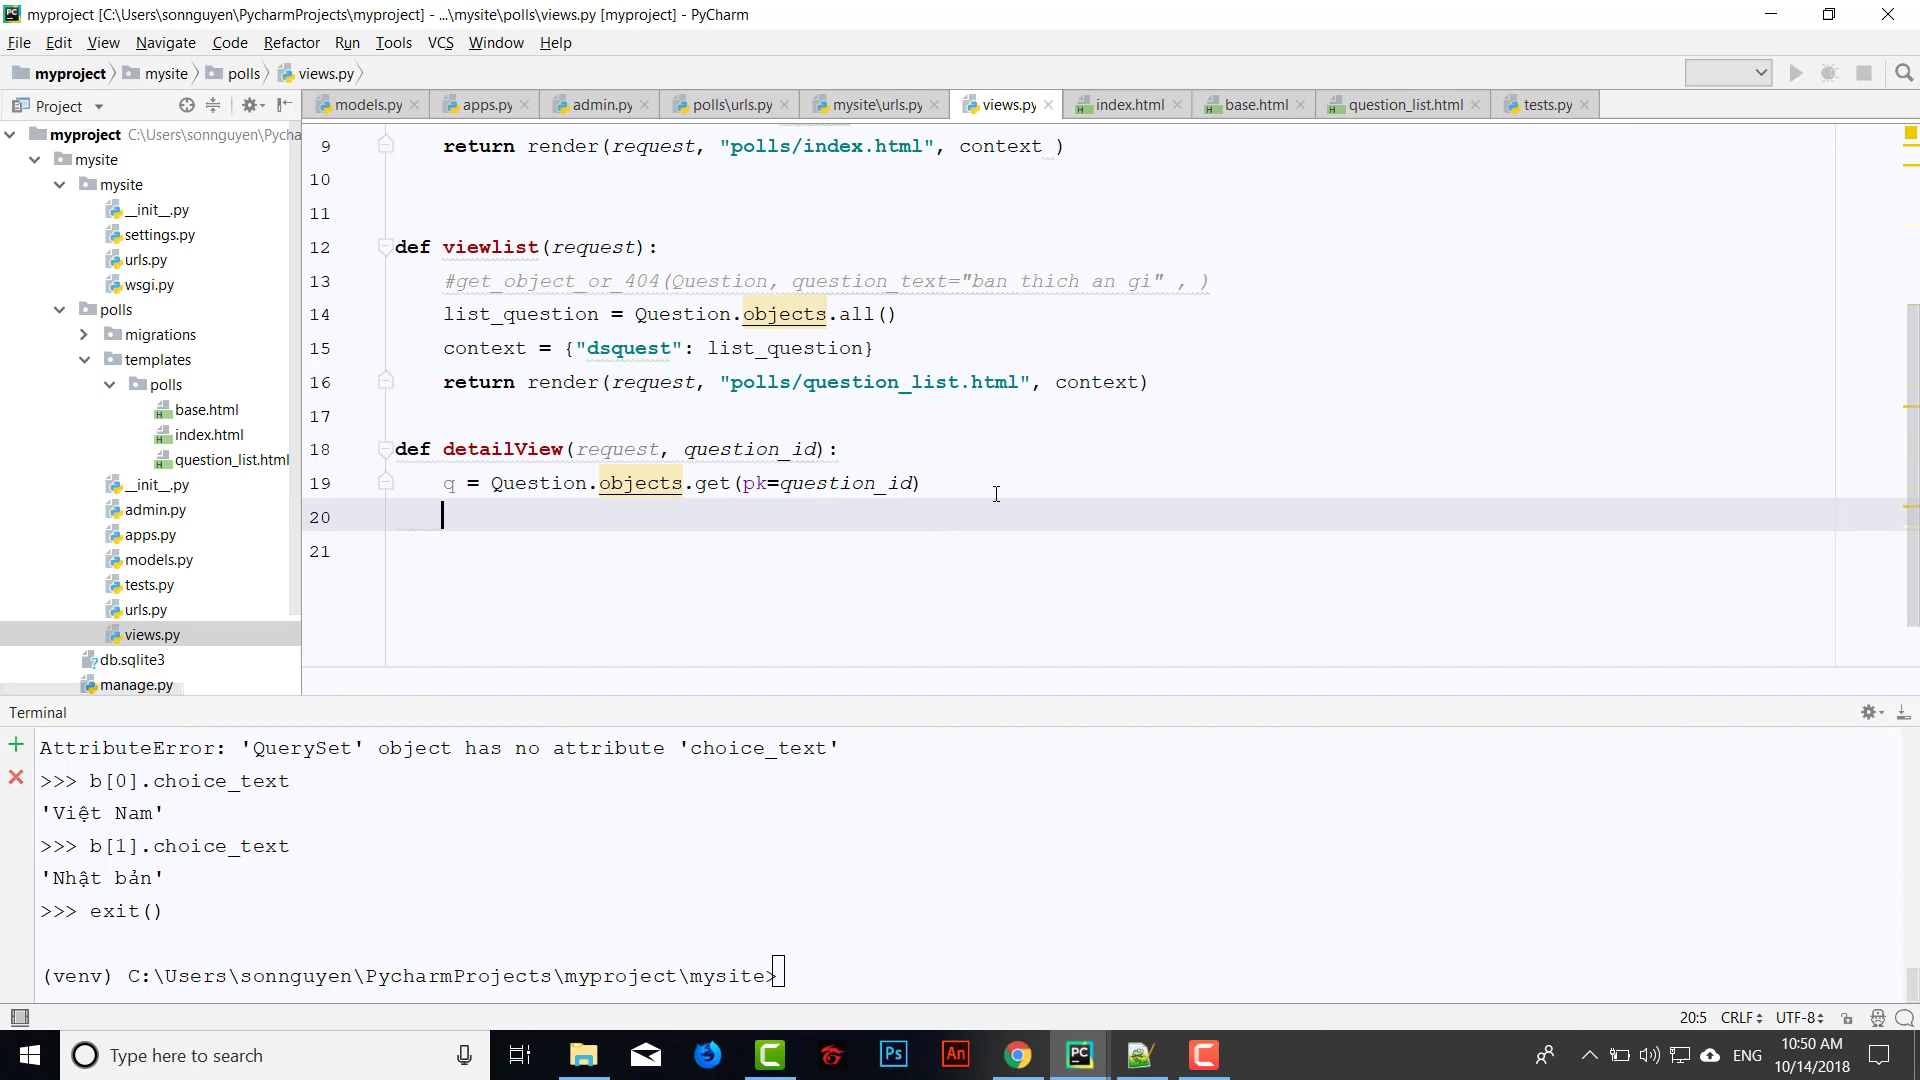 myproject [C:\Users\sonnguyen\PycharmProjects\myproject] - ...\mysite\polls\views.py [myproject] - PyCharm
File Edit View Navigate Code Refactor Run Tools VCS Window Help
myproject mysite polls views.py
Project models.py apps.py admin.py polls\urls.py mysite\urls.py views.py index.html base.html question_list.html tests.py
myproject C:\Users\sonnguyen\Pycha
mysite
mysite
__init__.py
settings.py
urls.py
wsgi.py
polls
migrations
templates
polls
base.html
index.html
question_list.html
__init__.py
admin.py
apps.py
models.py
tests.py
urls.py
views.py
db.sqlite3
manage.py
9 return render(request, "polls/index.html", context )
10
11
12 def viewlist(request):
13 #get_object_or_404(Question, question_text="ban thich an gi" , )
14 list_question = Question.objects.all()
15 context = {"dsquest": list_question}
16 return render(request, "polls/question_list.html", context)
17
18 def detailView(request, question_id):
19 q = Question.objects.get(pk=question_id)
20
21
Terminal
AttributeError: 'QuerySet' object has no attribute 'choice_text'
>>> b[0].choice_text
'Việt Nam'
>>> b[1].choice_text
'Nhật bản'
>>> exit()
(venv) C:\Users\sonnguyen\PycharmProjects\myproject\mysite>
20:5 CRLF UTF-8
Type here to search
ENG
10:50 AM
10/14/2018